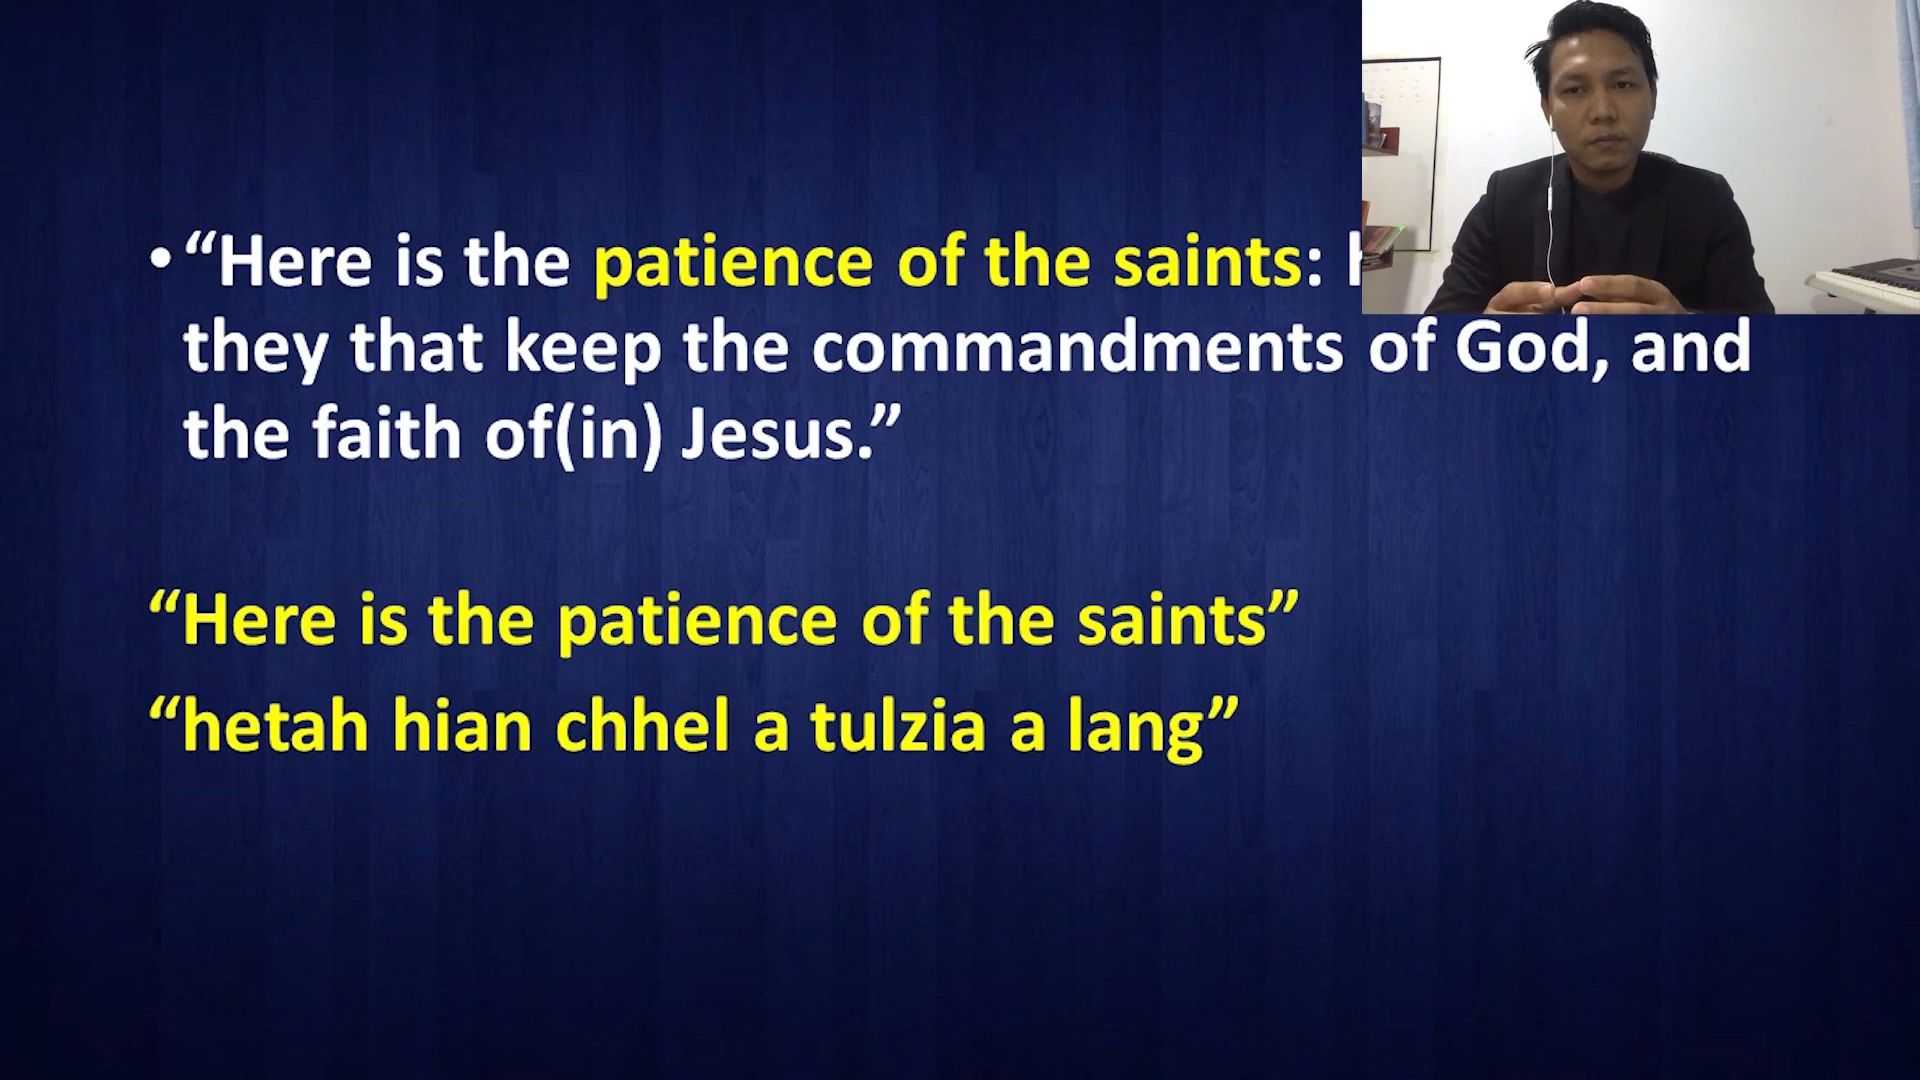 • “Here is the patience of the saints:
they that keep the commandments of God, and
the faith of(in) Jesus.”
“Here is the patience of the saints”
“hetah hian chhel a tulzia a lang”